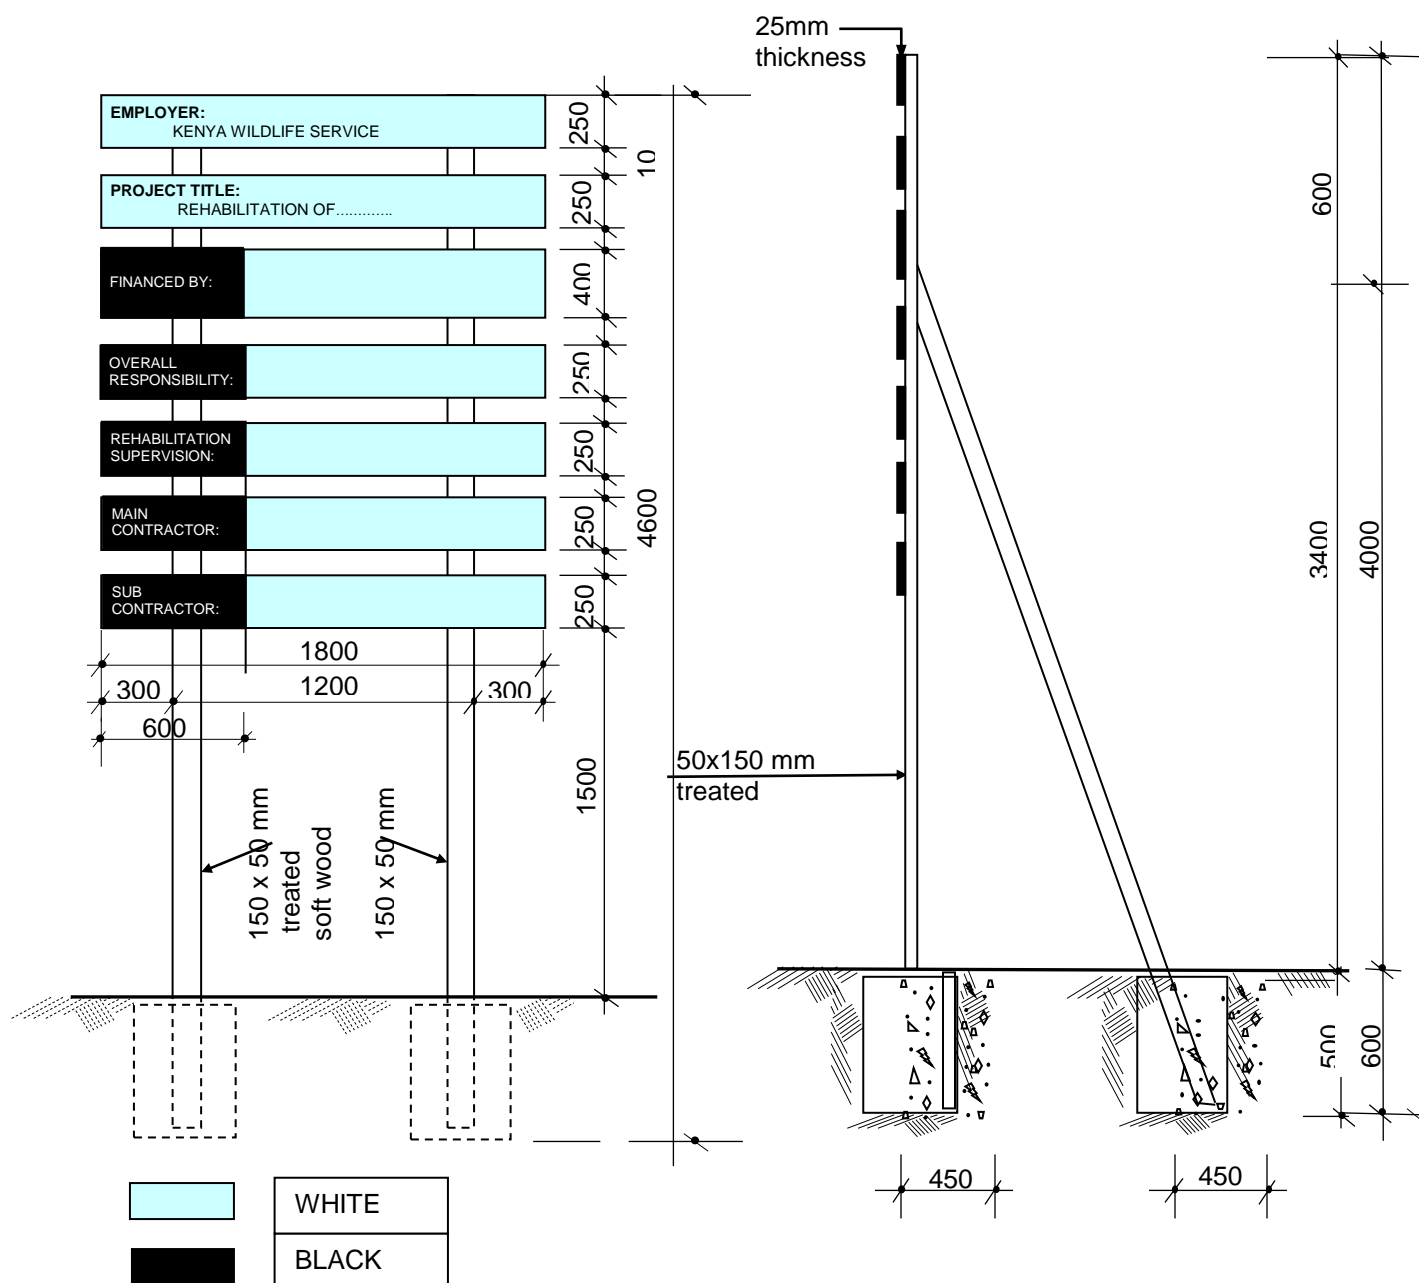 25mm
thickness
EMPLOYER:
KENYA WILDLIFE SERVICE
250
10
PROJECT TITLE:
REHABILITATION OF.............
250
600
FINANCED BY:
400
OVERALL
RESPONSIBILITY:
250
REHABILITATION
SUPERVISION:
250
4600
MAIN
CONTRACTOR:
250
3400
4000
SUB
CONTRACTOR:
250
1800
300
1200
300
600
1500
50x150 mm
treated
150 x 50 mm
treated
soft wood
150 x 50 mm
500
600
450
450
WHITE
BLACK